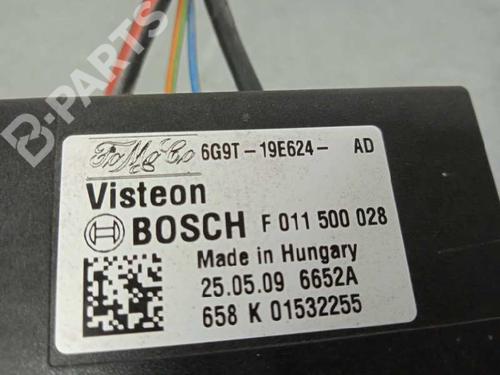 B-PARTS
FoMoCo 6G9T-19E624- AD
Visteon
BOSCH F 011 500 028
Made in Hungary
25.05.09 6652A
658 K 01532255